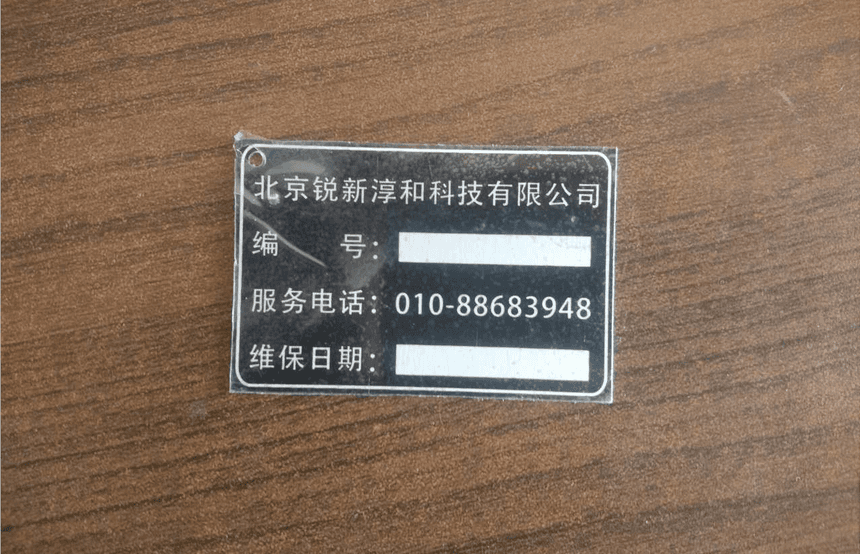 北京锐新淳和科技有限公司
编 号：
服务电话：010-88683948
维保日期：